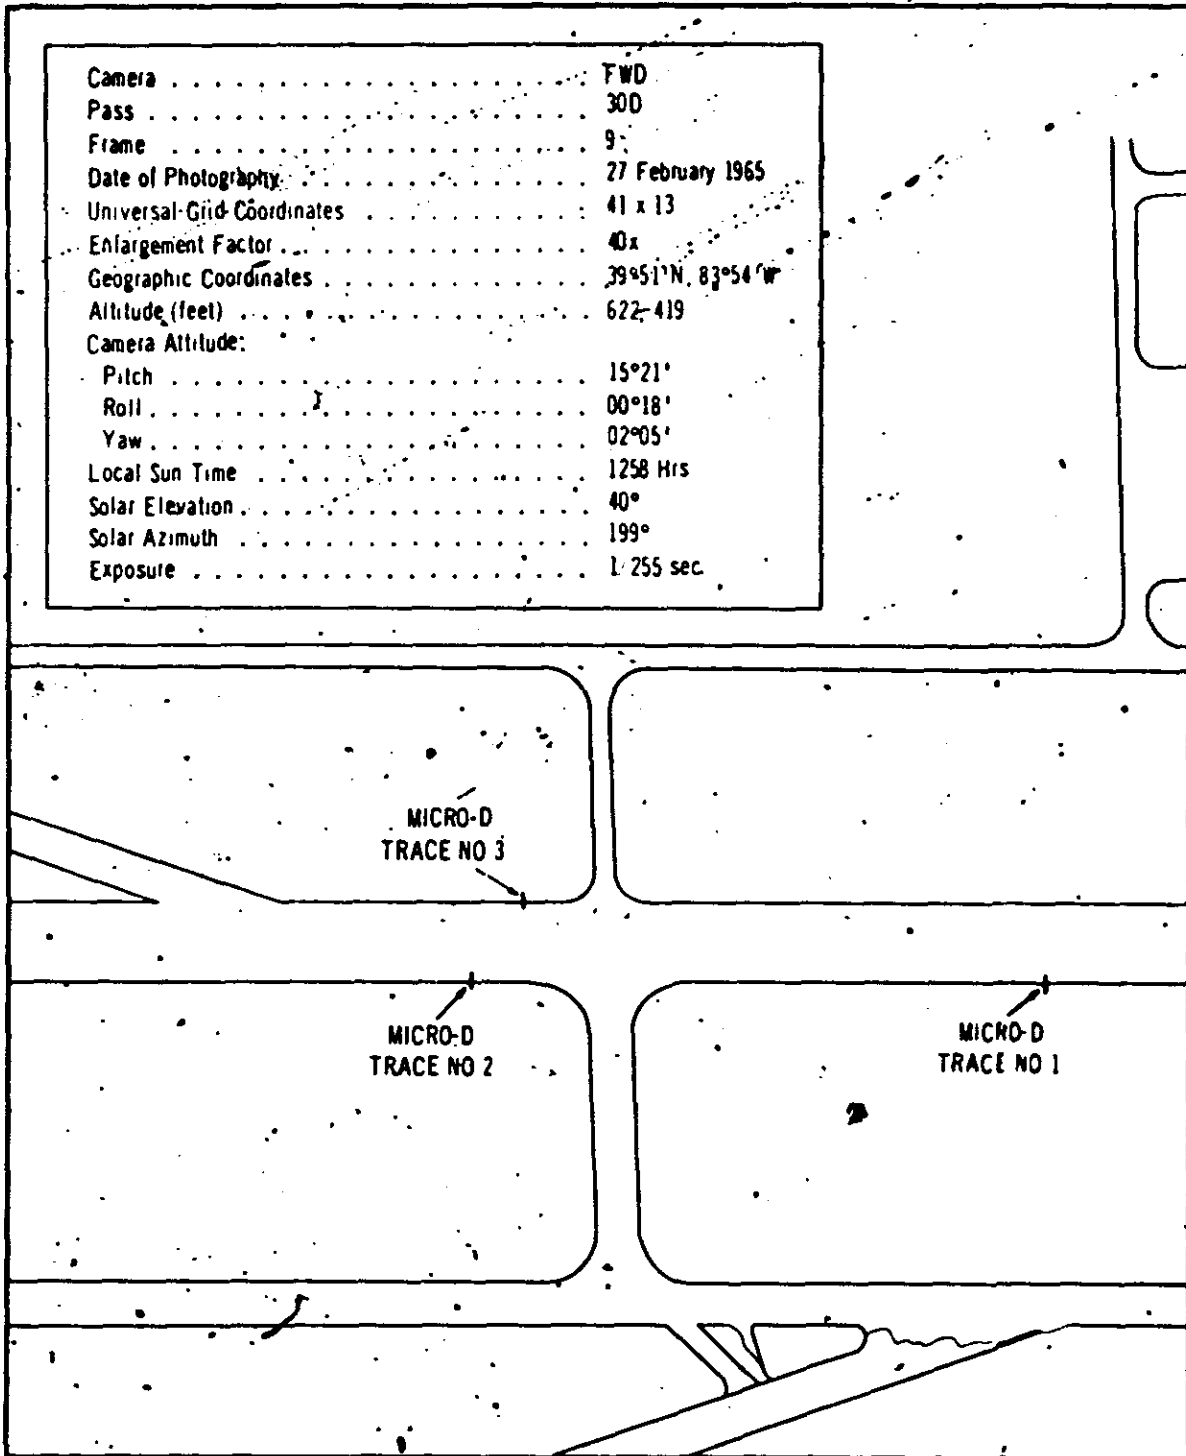 Camera . . . . . . . . . . . . . . . FWD
Pass . . . . . . . . . . . . . . . . 30D
Frame . . . . . . . . . . . . . . . 9
Date of Photography . . . . . . . . . . . 27 February 1965
Universal Grid Coordinates . . . . . . . . 41 x 13
Enlargement Factor . . . . . . . . . . . 40x
Geographic Coordinates . . . . . . . . . . 39°51'N, 83°54'W
Altitude (feet) . . . . . . . . . . . . . 622,419
Camera Attitude:
Pitch . . . . . . . . . . . . . . . 15°21'
Roll . . . . . . . . . . . . . . . . 00°18'
Yaw . . . . . . . . . . . . . . . . 02°05'
Local Sun Time . . . . . . . . . . . . 1258 Hrs
Solar Elevation . . . . . . . . . . . . . 40°
Solar Azimuth . . . . . . . . . . . . . 199°
Exposure . . . . . . . . . . . . . . 1/255 sec.
MICRO-D
TRACE NO 3
MICRO-D
TRACE NO 2
MICRO-D
TRACE NO 1